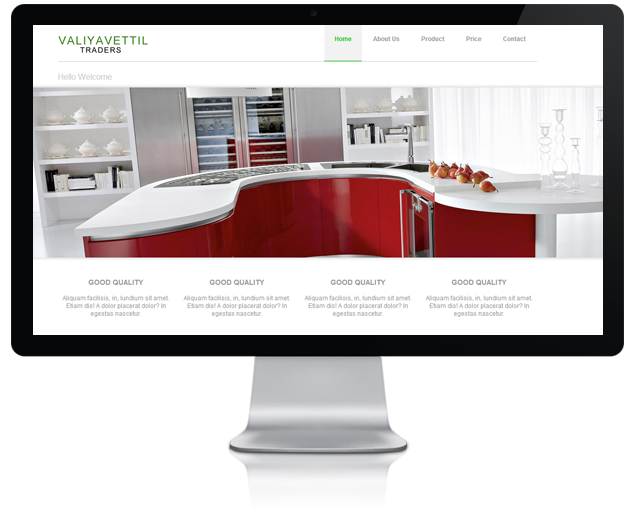 VALIYAVETTIL
TRADERS
Home About Us Product Price Contact
Hello Welcome
GOOD QUALITY GOOD QUALITY GOOD QUALITY GOOD QUALITY
Aliquam facilisis, in, lundium sit amet. Aliquam facilisis, in, lundium sit amet. Aliquam facilisis, in, lundium sit amet. Aliquam facilisis, in, lundium sit amet.
Etiam dis! A dolor placerat dolor? In Etiam dis! A dolor placerat dolor? In Etiam dis! A dolor placerat dolor? In Etiam dis! A dolor placerat dolor? In
egestas nascetur. egestas nascetur. egestas nascetur. egestas nascetur.